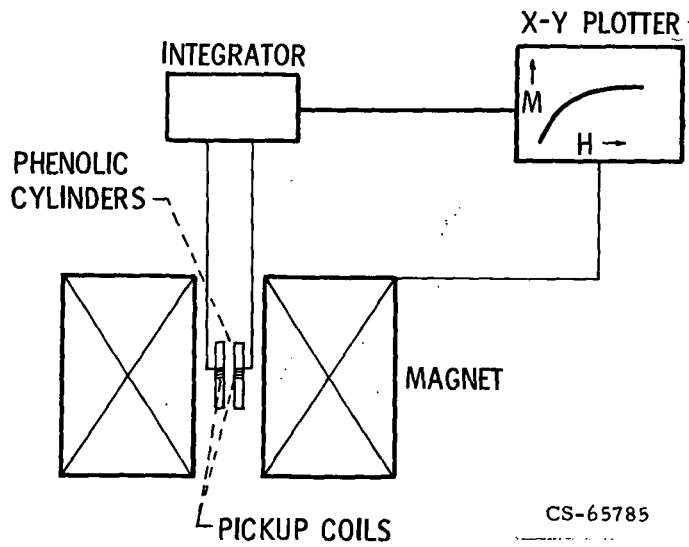 X-Y PLOTTER
INTEGRATOR
M
H
PHENOLIC
CYLINDERS
MAGNET
PICKUP COILS
CS-65785